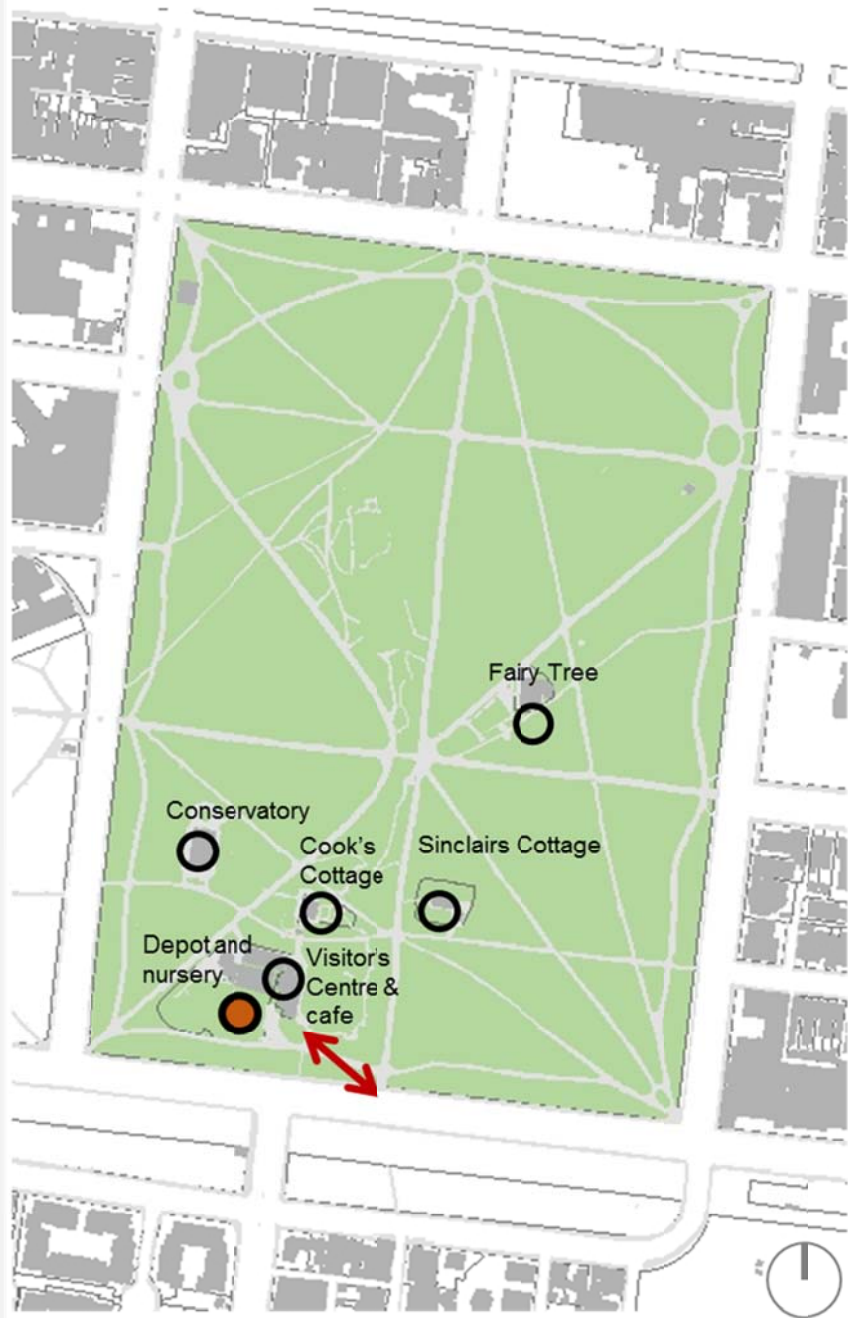 Fairy Tree
Conservatory
Cook's
Cottage
Sinclairs Cottage
Depot and
nursery
Visitor's
Centre &
cafe